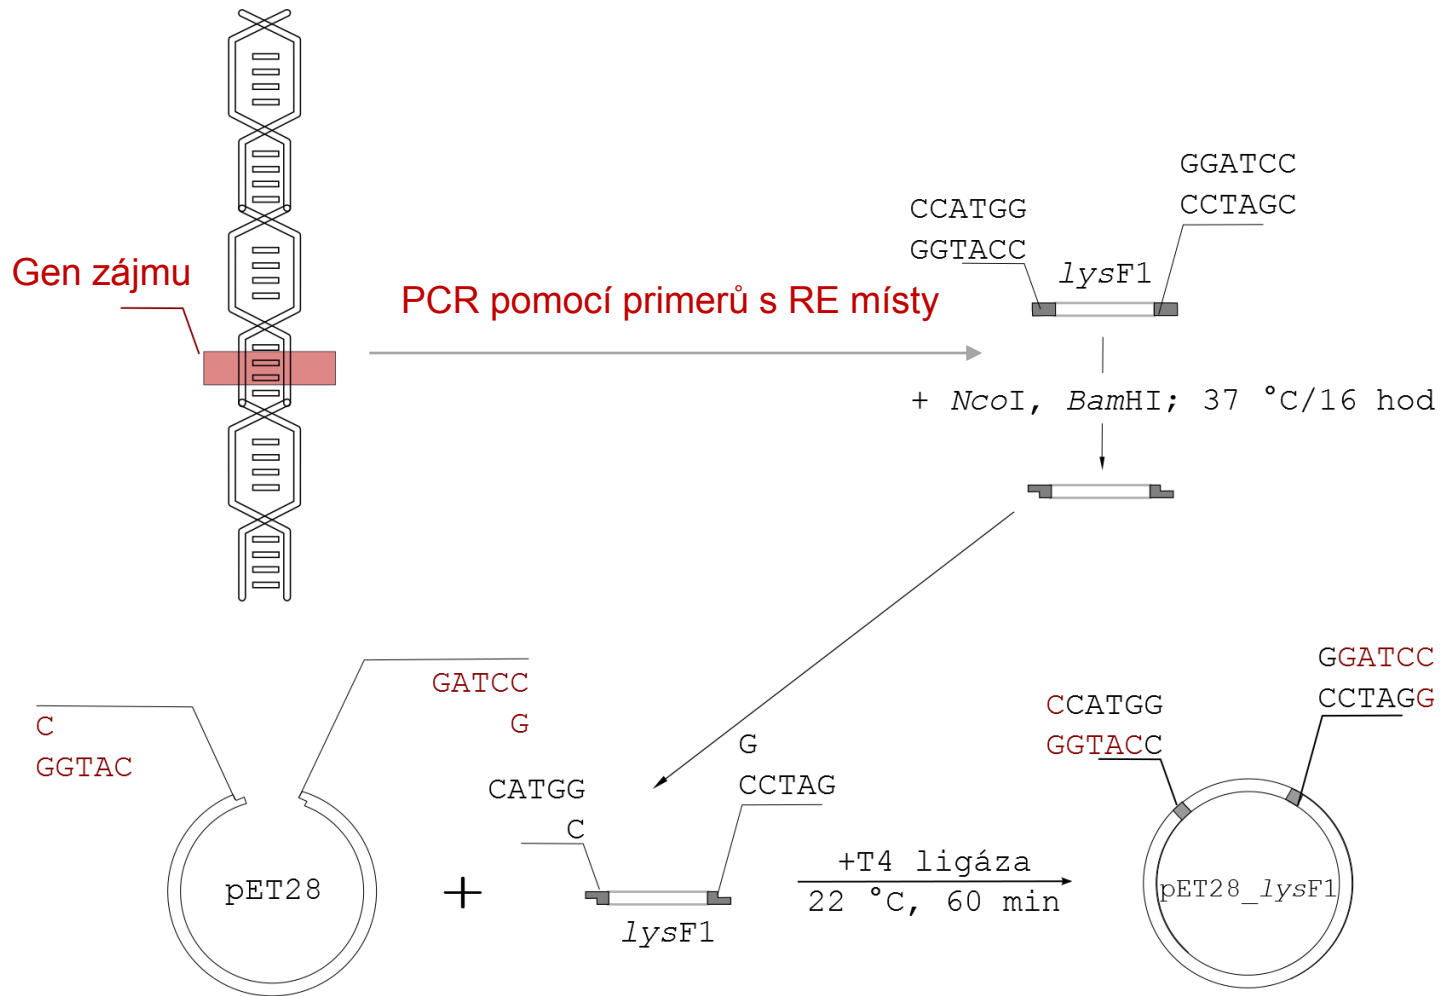 GGATCC
CCTAGC
CCATGG
GGTACC
lysF1
Gen zájmu
PCR pomocí primerů s RE místy
+ NcoI, BamHI; 37 °C/16 hod
GATCC
G
C
GGTAC
pET28
+
CATGG
C
G
CCTAG
lysF1
+T4 ligáza
22 °C, 60 min
GGATCC
CCTAGG
CCATGG
GGTACC
pET28_lysF1